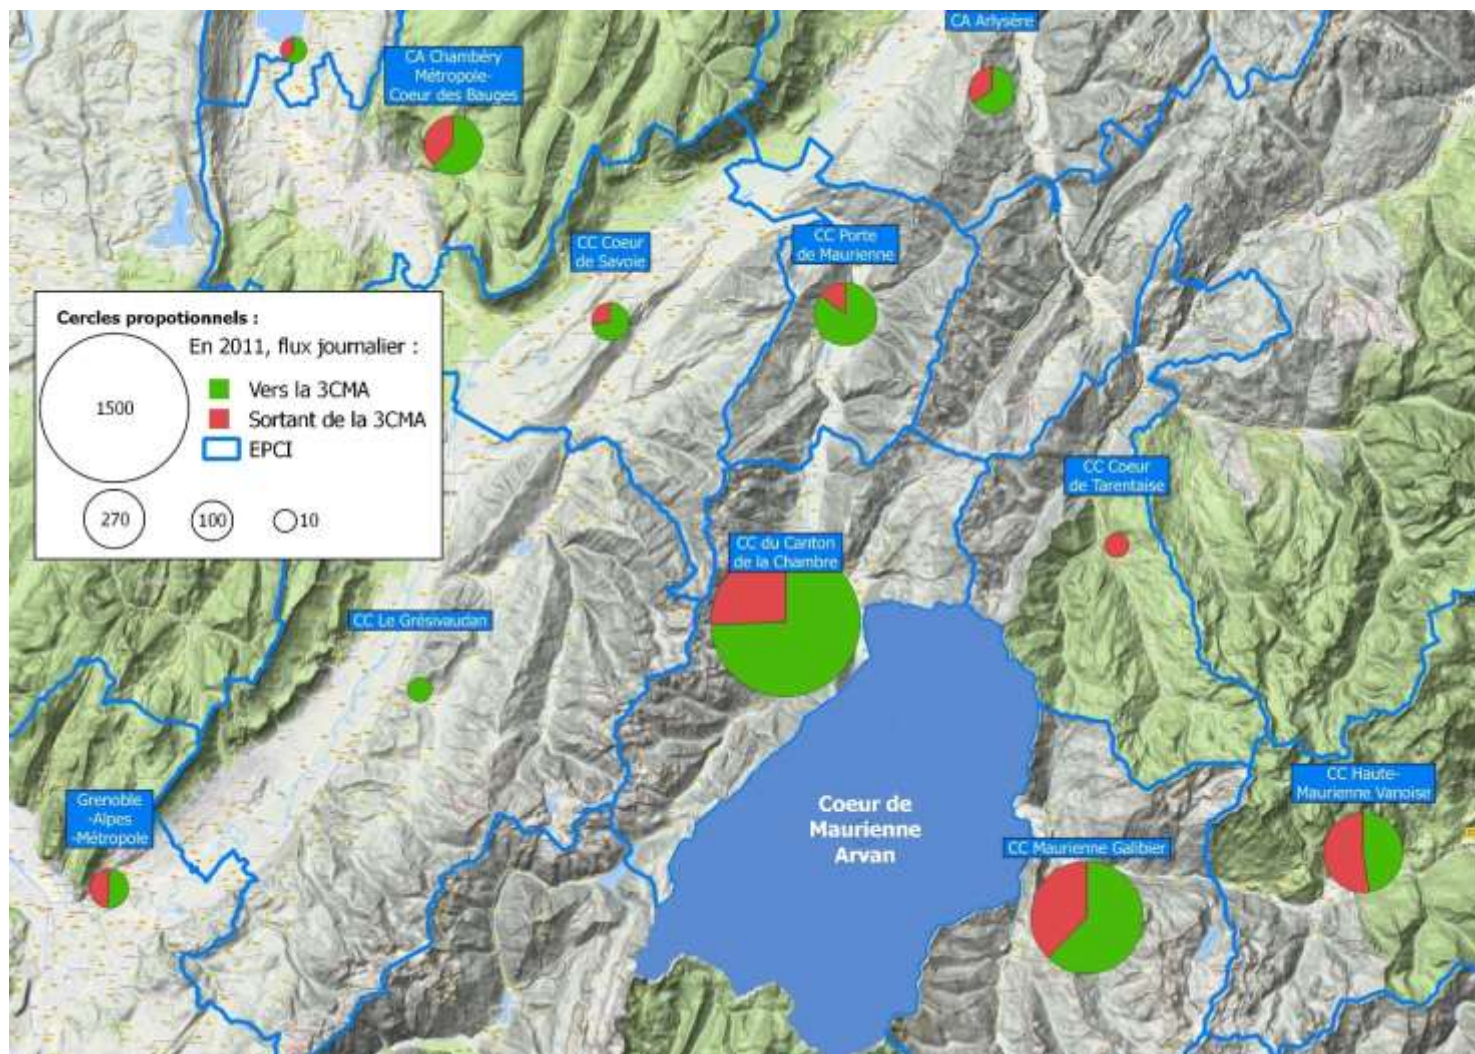 CA Arlysère
CA Chambéry
Métropole-
Coeur des Bauges
CC Coeur
de Savoie
CC Porte
de Maurienne
Cercles propotionnels :
En 2011, flux journalier :
1500
Vers la 3CMA
Sortant de la 3CMA
EPCI
270
100
10
CC Coeur
de Tarentaise
CC du Canton
de la Chambre
CC Le Grésivaudan
Grenoble
-Alpes
-Métropole
Coeur de
Maurienne
Arvan
CC Haute-
Maurienne Vanoise
CC Maurienne Galibier